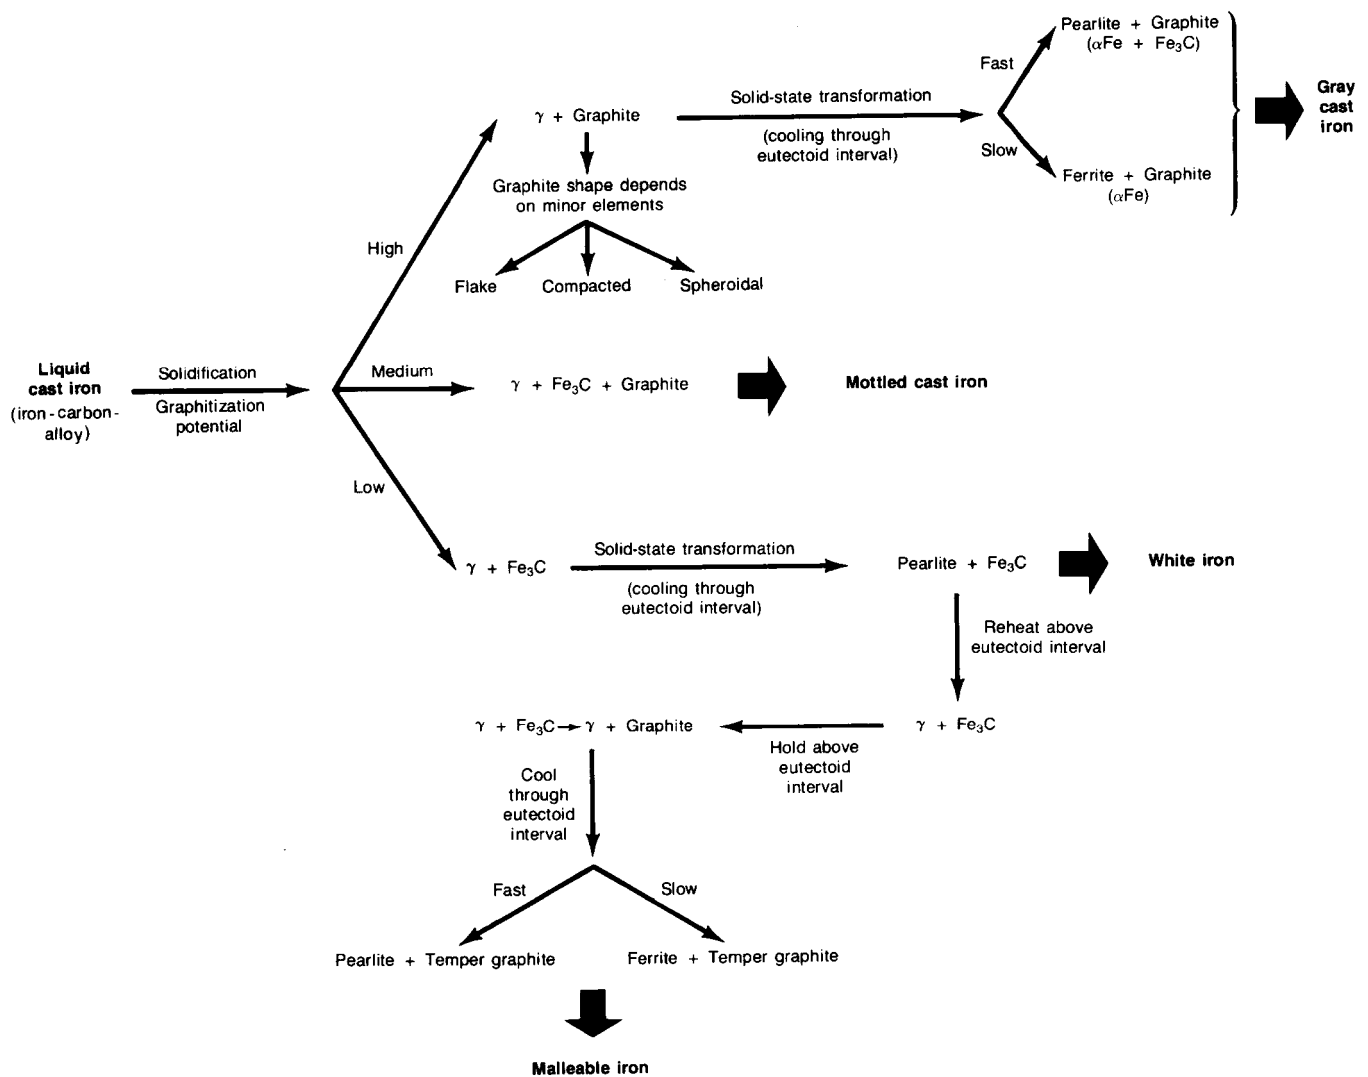 Pearlite + Graphite
(αFe + Fe₃C)
Fast
Gray
cast
iron
Solid-state transformation
γ + Graphite
(cooling through
eutectoid interval)
Slow
Ferrite + Graphite
(αFe)
Graphite shape depends
on minor elements
High
Flake
Compacted
Spheroidal
Liquid
cast iron
(iron-carbon-
alloy)
Solidification
Graphitization
potential
Medium
γ + Fe₃C + Graphite
Mottled cast iron
Low
γ + Fe₃C
Solid-state transformation
(cooling through
eutectoid interval)
Pearlite + Fe₃C
White iron
Reheat above
eutectoid interval
γ + Fe₃C → γ + Graphite
γ + Fe₃C
Hold above
eutectoid
interval
Cool
through
eutectoid
interval
Fast
Slow
Pearlite + Temper graphite
Ferrite + Temper graphite
Malleable iron